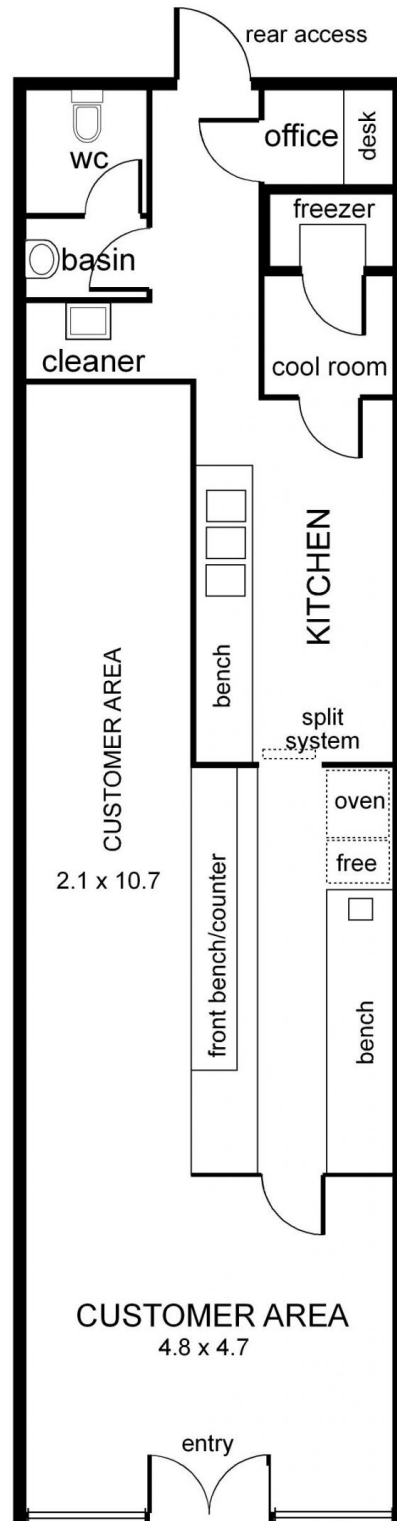 rear access
wc
office
desk
freezer
basin
cleaner
cool room
KITCHEN
bench
split
system
CUSTOMER AREA
2.1 x 10.7
oven
free
front bench/counter
bench
CUSTOMER AREA
4.8 x 4.7
entry